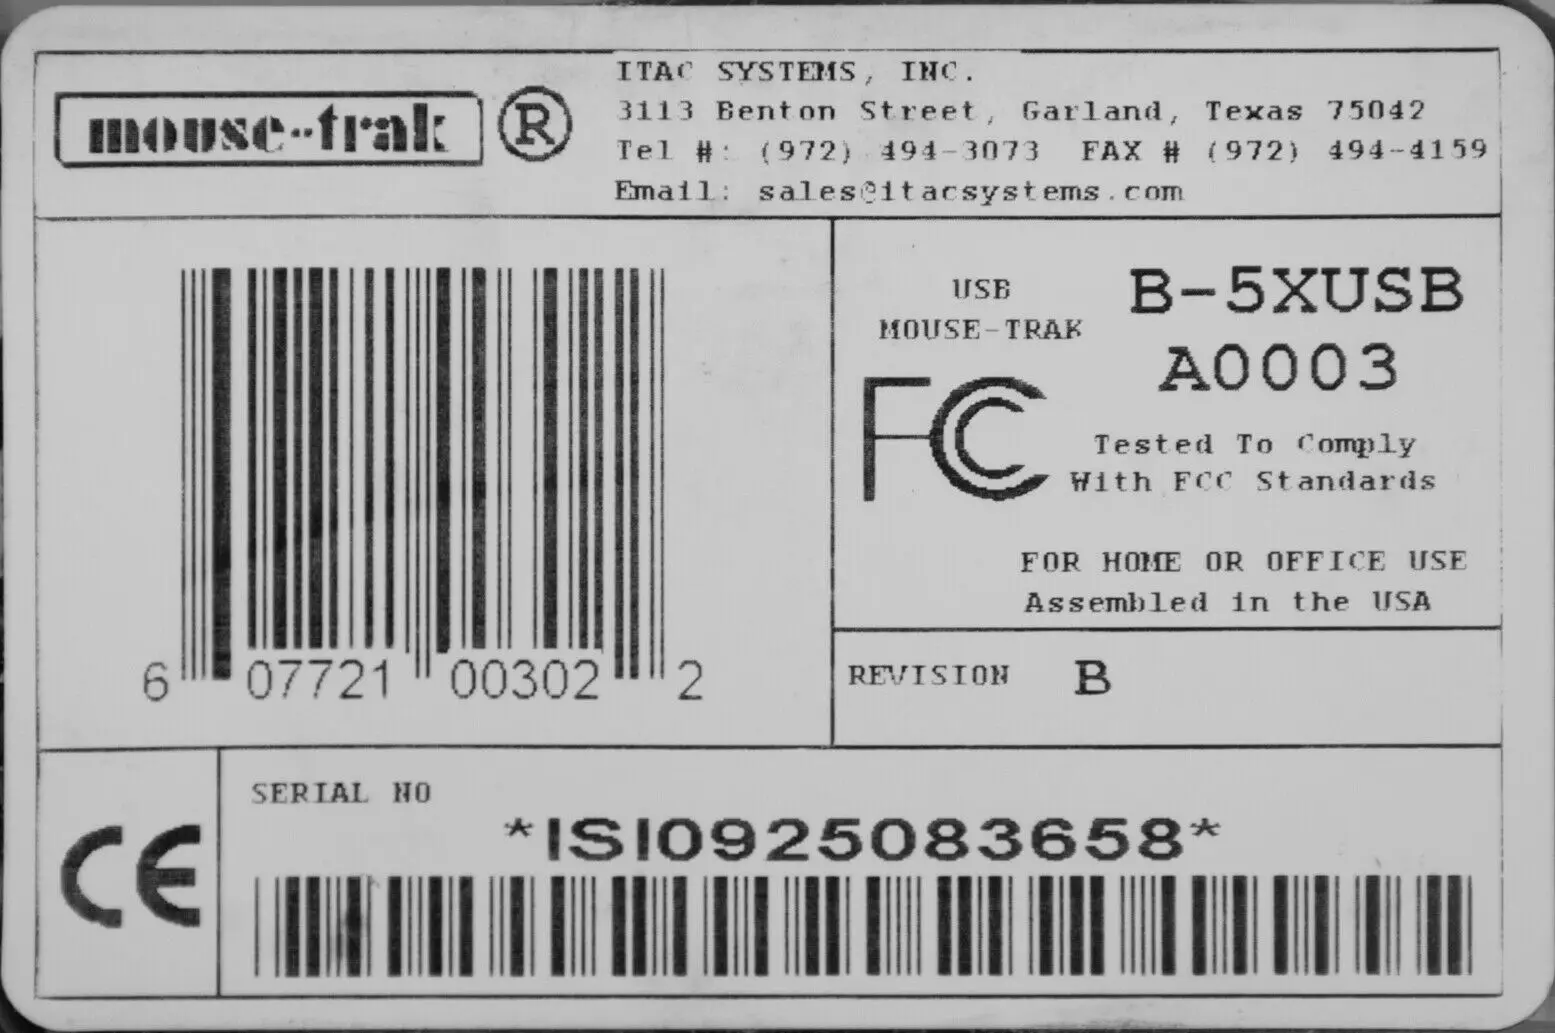 mouse-trak ®
ITAC SYSTEMS, INC.
3113 Benton Street, Garland, Texas 75042
Tel #: (972) 494-3073 FAX # (972) 494-4159
Email: sales@itacsystems.com
6 07721 00302 2
USB
MOUSE-TRAK
B-5XUSB
A0003
FC
Tested To Comply
With FCC Standards
FOR HOME OR OFFICE USE
Assembled in the USA
REVISION B
CE
SERIAL NO
*ISI0925083658*